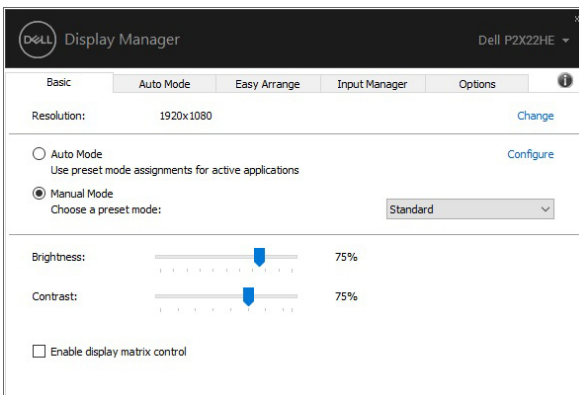 DELL Display Manager Dell P2X22HE
Basic Auto Mode Easy Arrange Input Manager Options
Resolution: 1920x1080 Change
Auto Mode Configure
Use preset mode assignments for active applications
Manual Mode
Choose a preset mode: Standard
Brightness: 75%
Contrast: 75%
Enable display matrix control